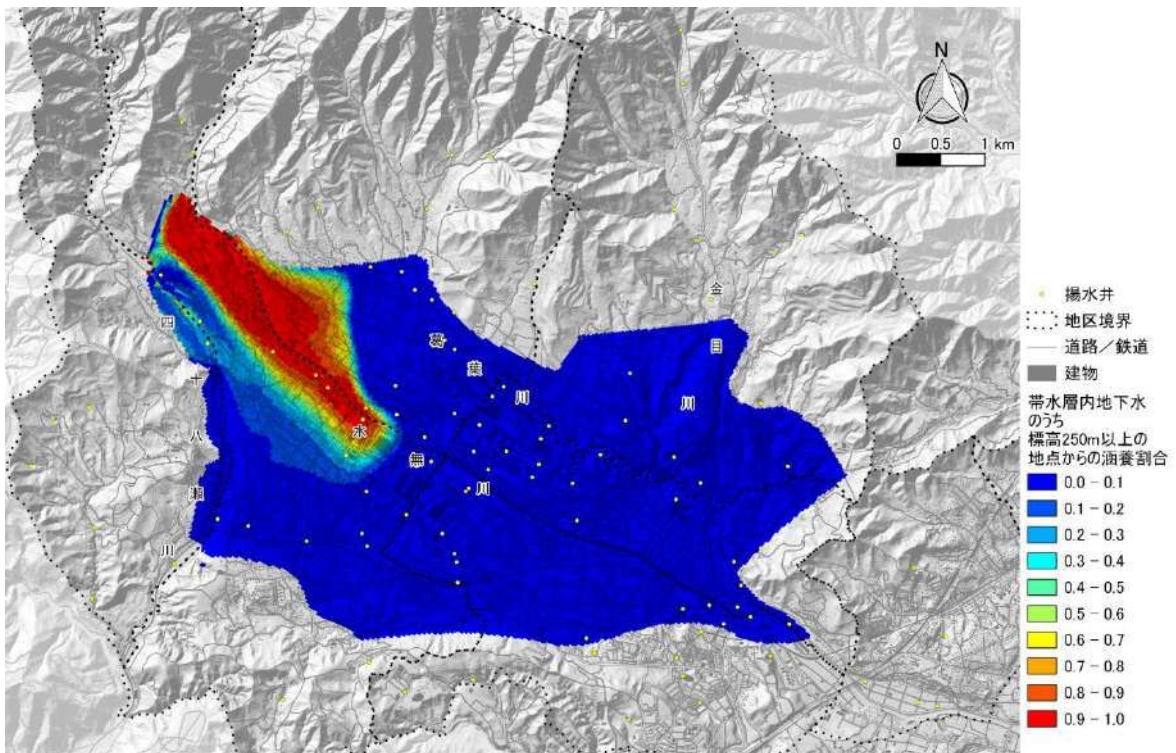 N
0 0.5 1 km
四十八瀬川
水無川
葛葉川
金目川
揚水井
地区境界
道路/鉄道
建物
帯水層内地下水
のうち
標高250m以上の
地点からの涵養割合
0.0 - 0.1
0.1 - 0.2
0.2 - 0.3
0.3 - 0.4
0.4 - 0.5
0.5 - 0.6
0.6 - 0.7
0.7 - 0.8
0.8 - 0.9
0.9 - 1.0